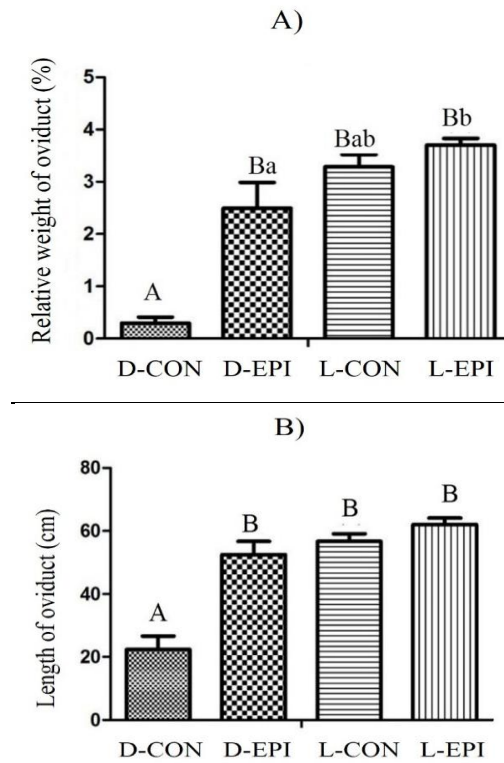 A)
Relative weight of oviduct (%)
5
4
3
2
1
0
A
Ba
Bab
Bb
D-CON D-EPI L-CON L-EPI
B)
Length of oviduct (cm)
80
60
40
20
0
A
B
B
B
D-CON D-EPI L-CON L-EPI